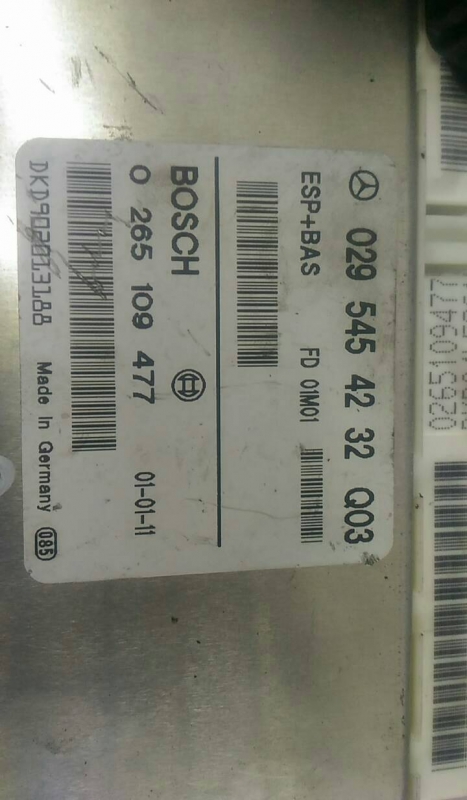 029 545 42 32 Q03
ESP+BAS FD 01M01
BOSCH
0 265 109 477 01-01-11
Made In Germany 085
0265109477